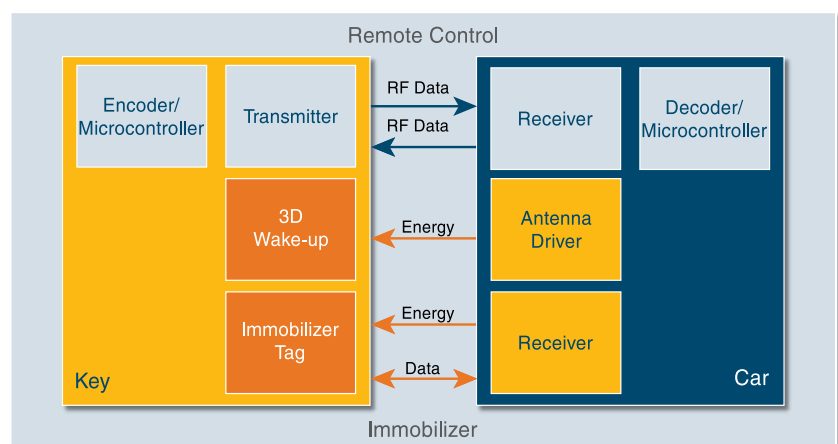 Remote Control
Encoder/
Microcontroller
Transmitter
RF Data
RF Data
Receiver
Decoder/
Microcontroller
3D
Wake-up
Energy
Antenna
Driver
Immobilizer
Tag
Energy
Data
Receiver
Key
Car
Immobilizer